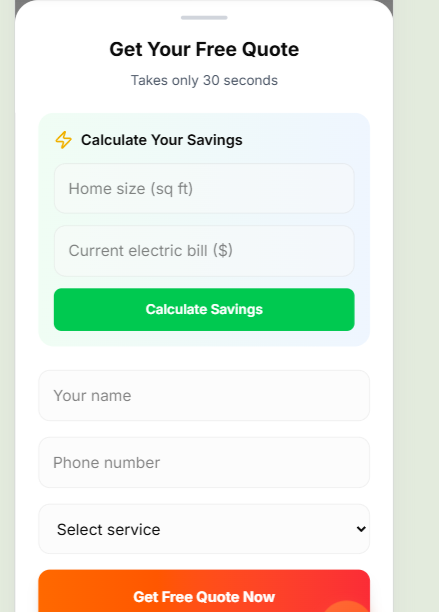 Get Your Free Quote
Takes only 30 seconds
Calculate Your Savings
Home size (sq ft)
Current electric bill ($)
Calculate Savings
Your name
Phone number
Select service
Get Free Quote Now